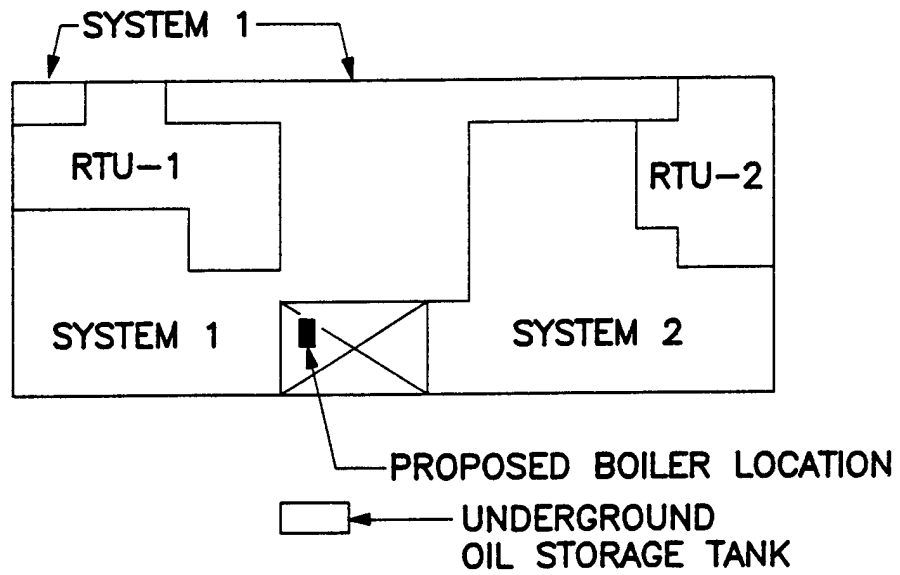 SYSTEM 1
RTU-1
RTU-2
SYSTEM 1
SYSTEM 2
PROPOSED BOILER LOCATION
UNDERGROUND
OIL STORAGE TANK